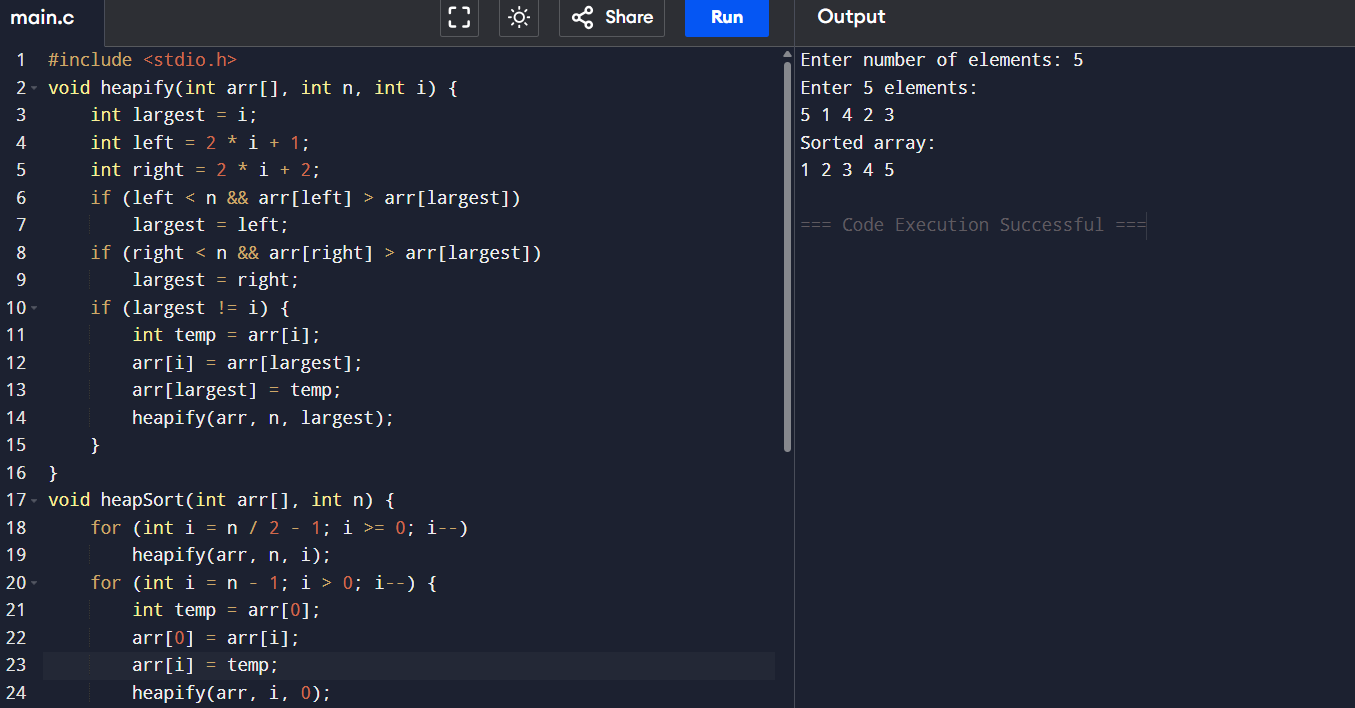 main.c
Share
Run
Output
1 #include <stdio.h>
2 void heapify(int arr[], int n, int i) {
3     int largest = i;
4     int left = 2 * i + 1;
5     int right = 2 * i + 2;
6     if (left < n && arr[left] > arr[largest])
7         largest = left;
8     if (right < n && arr[right] > arr[largest])
9         largest = right;
10     if (largest != i) {
11         int temp = arr[i];
12         arr[i] = arr[largest];
13         arr[largest] = temp;
14         heapify(arr, n, largest);
15     }
16 }
17 void heapSort(int arr[], int n) {
18     for (int i = n / 2 - 1; i >= 0; i--)
19         heapify(arr, n, i);
20     for (int i = n - 1; i > 0; i--) {
21         int temp = arr[0];
22         arr[0] = arr[i];
23         arr[i] = temp;
24         heapify(arr, i, 0);
Enter number of elements: 5
Enter 5 elements:
5 1 4 2 3
Sorted array:
1 2 3 4 5
=== Code Execution Successful ===